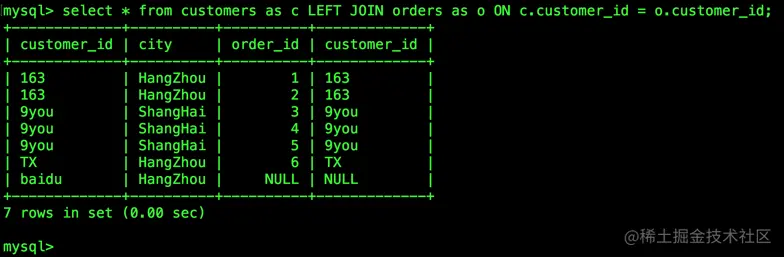 mysql> select * from customers as c LEFT JOIN orders as o ON c.customer_id = o.customer_id;
+-------------+----------+----------+-------------+
| customer_id | city     | order_id | customer_id |
+-------------+----------+----------+-------------+
| 163         | HangZhou |        1 | 163         |
| 163         | HangZhou |        2 | 163         |
| 9you        | ShangHai |        3 | 9you        |
| 9you        | ShangHai |        4 | 9you        |
| 9you        | ShangHai |        5 | 9you        |
| TX          | HangZhou |        6 | TX          |
| baidu       | HangZhou |     NULL | NULL        |
+-------------+----------+----------+-------------+
7 rows in set (0.00 sec)
mysql>
@稀土掘金技术社区